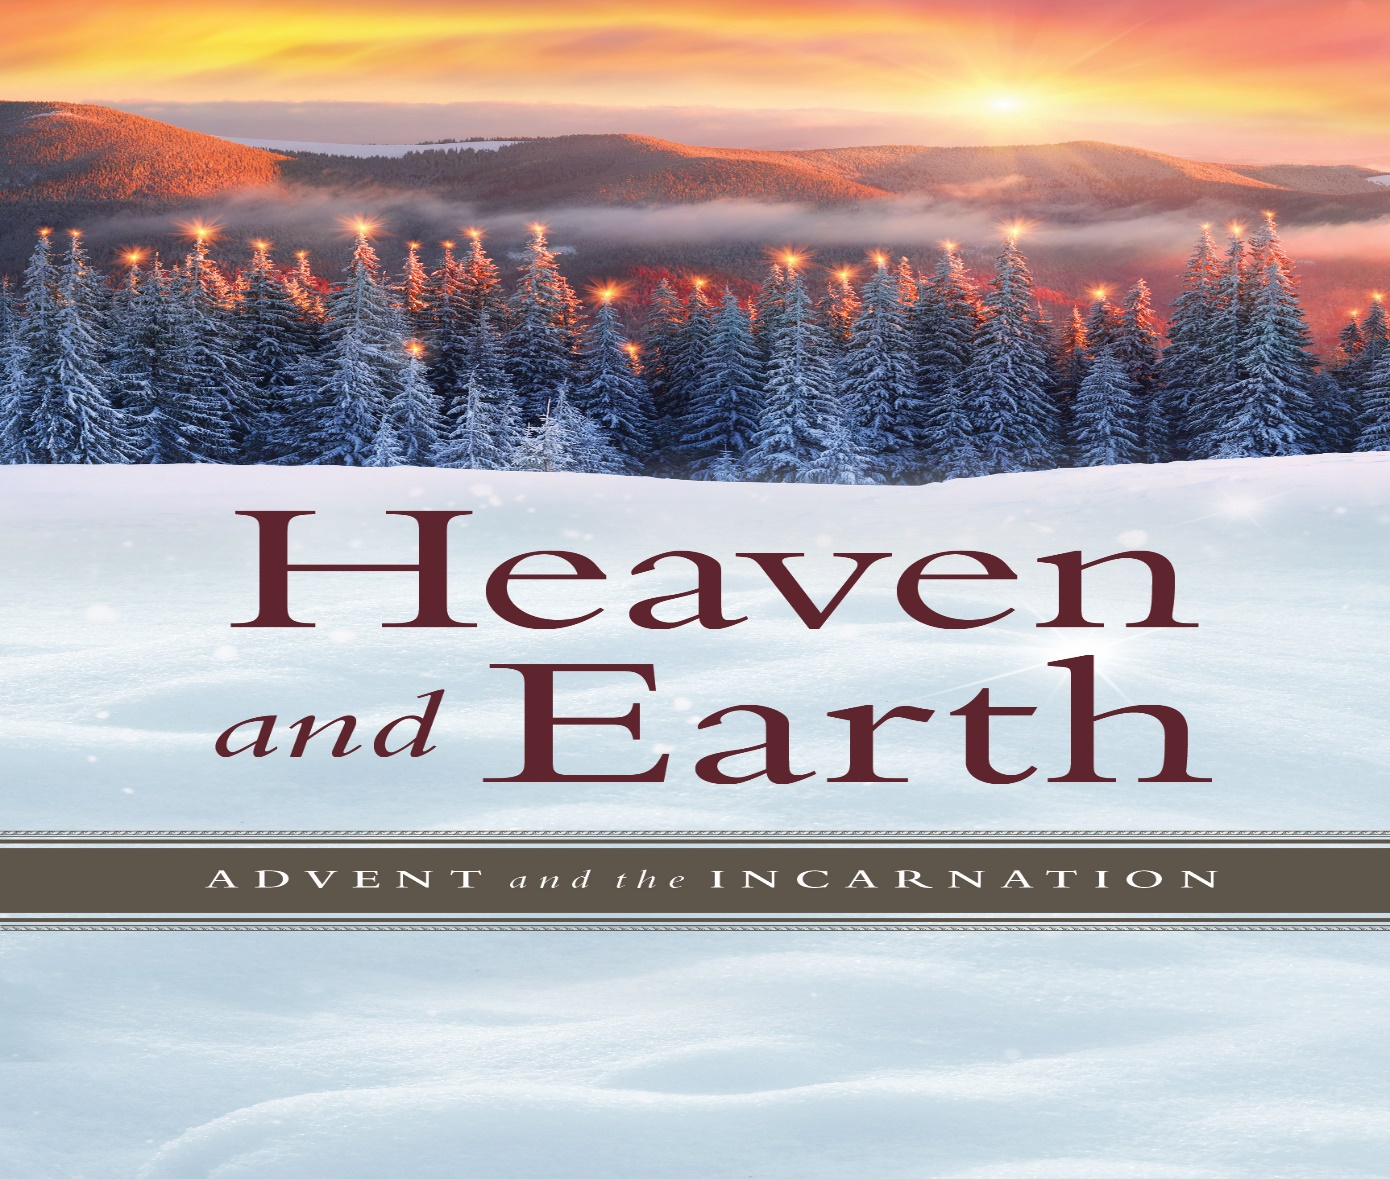 Heaven
and Earth
ADVENT and the INCARNATION